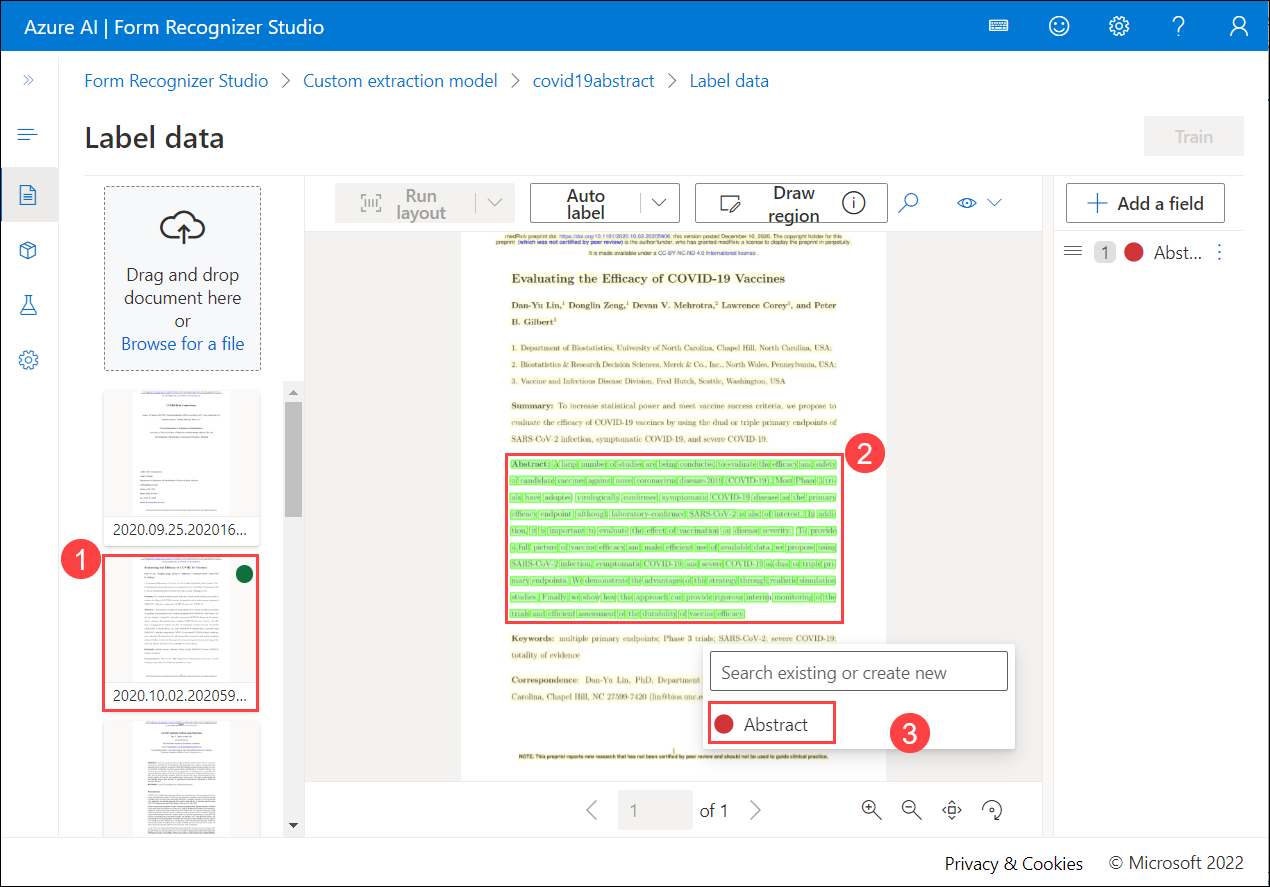 Azure AI | Form Recognizer Studio
Form Recognizer Studio > Custom extraction model > covid19abstract > Label data
Label data
Train
Drag and drop
document here
or
Browse for a file
2020.09.25.202016...
1
2020.10.02.202059...
Run
layout
Auto
label
Draw
region
Add a field
1 Abst...
medRxiv preprint doi: https://doi.org/10.1101/2020.10.02.20205906; this version posted December 10, 2020. The copyright holder for this
preprint (which was not certified by peer review) is the author/funder, who has granted medRxiv a license to display the preprint in perpetuity.
It is made available under a CC-BY-NC-ND 4.0 International license .
Evaluating the Efficacy of COVID-19 Vaccines
Dan-Yu Lin,1 Donglin Zeng,1 Devan V. Mehrotra,2 Lawrence Corey3, and Peter
B. Gilbert3
1. Department of Biostatistics, University of North Carolina, Chapel Hill, North Carolina, USA;
2. Biostatistics & Research Decision Sciences, Merck & Co., Inc., North Wales, Pennsylvania, USA;
3. Vaccine and Infectious Disease Division, Fred Hutch, Seattle, Washington, USA
Summary: To increase statistical power and meet vaccine success criteria, we propose to
evaluate the efficacy of COVID-19 vaccines by using the dual or triple primary endpoints of
SARS-CoV-2 infection, symptomatic COVID-19, and severe COVID-19.
2
Abstract: A large number of studies are being conducted to evaluate the efficacy and safety
of candidate vaccines against novel coronavirus disease-2019 (COVID-19). Most Phase 3 tri-
als have adopted virologically confirmed symptomatic COVID-19 disease as the primary
efficacy endpoint, although laboratory-confirmed SARS-CoV-2 is also of interest. In addi-
tion, it is important to evaluate the effect of vaccination on disease severity. To provide
a full picture of vaccine efficacy and make efficient use of available data, we propose using
SARS-CoV-2 infection, symptomatic COVID-19, and severe COVID-19 as dual or triple pri-
mary endpoints. We demonstrate the advantages of this strategy through realistic simulation
studies. Finally, we show how this approach can provide rigorous interim monitoring of the
trials and efficient assessment of the durability of vaccine efficacy.
Keywords: multiple primary endpoints; Phase 3 trials; SARS-CoV-2; severe COVID-19;
totality of evidence
Correspondence: Dan-Yu Lin, PhD, Department
Carolina, Chapel Hill, NC 27599-7420 (lin@bios.unc.e
Search existing or create new
Abstract
3
NOTE: This preprint reports new research that has not been certified by peer review and should not be used to guide clinical practice.
1 of 1
Privacy & Cookies © Microsoft 2022